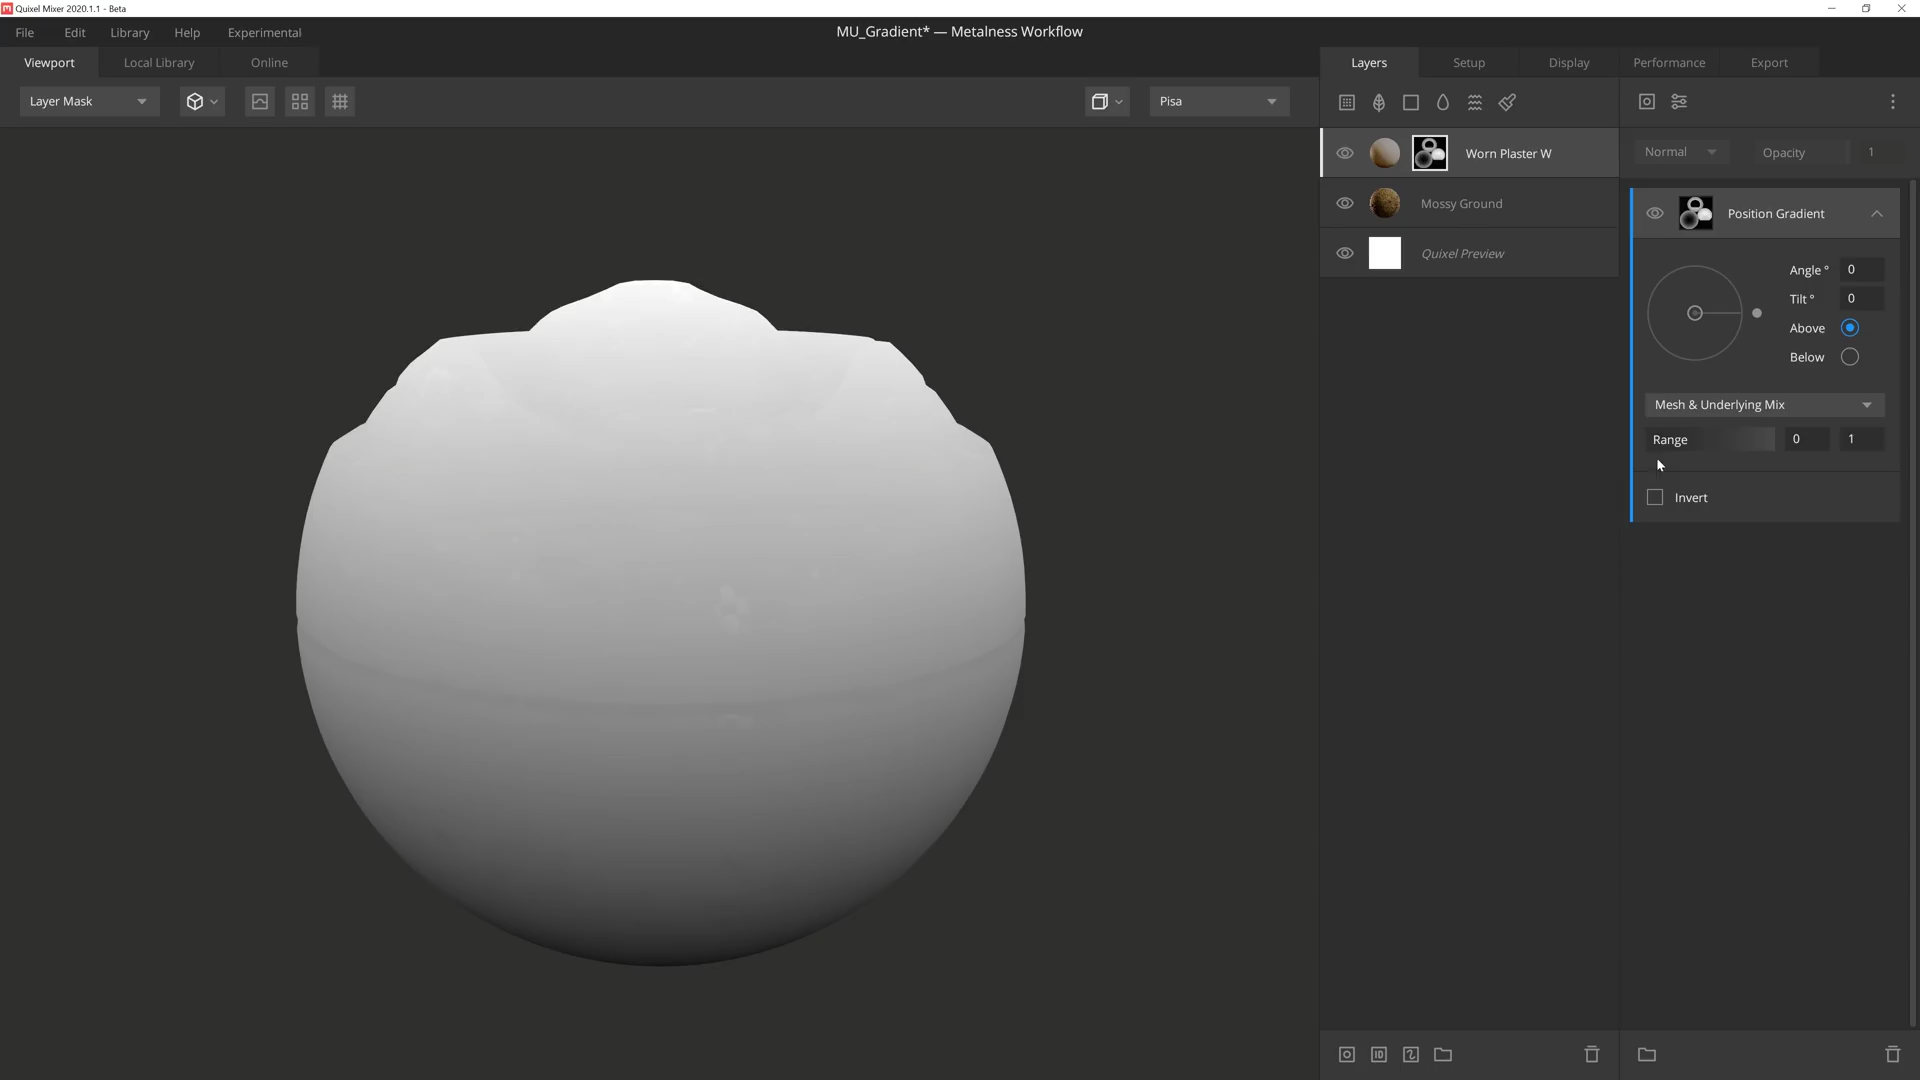 Quixel Mixer 2020.1.1 - Beta
File Edit Library Help Experimental
MU_Gradient* — Metalness Workflow
Viewport Local Library Online
Layers Setup Display Performance Export
Layer Mask
Pisa
Normal Opacity 1
Worn Plaster W
Mossy Ground
Quixel Preview
Position Gradient
Angle ° 0
Tilt ° 0
Above
Below
Mesh & Underlying Mix
Range 0 1
Invert
ID